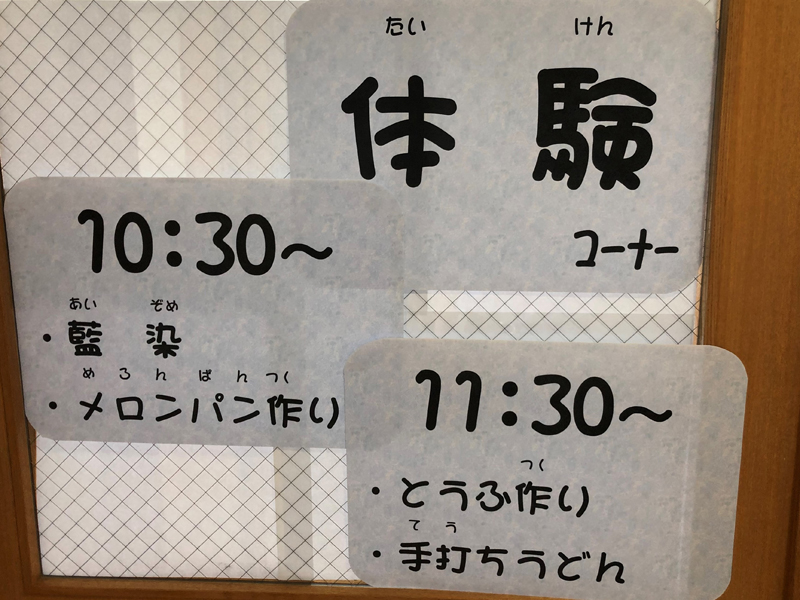 たい けん
体験
コーナー
10:30～
あい ぞめ
・藍染
めろんぱん つく
・メロンパン作り
11:30～
つく
・とうふ作り
て う
・手打ちうどん